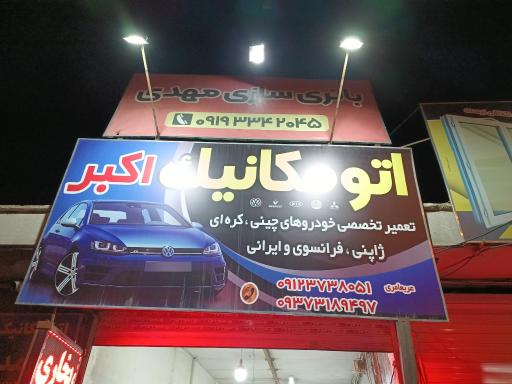 باتری سازی مهدی
۰۹۱۹ ۳۳۴ ۲۰۴۵
اتومکانیک اکبر
تعمیر تخصصی خودروهای چینی، کره ای
ژاپنی، فرانسوی و ایرانی
۰۹۱۲۳۷۳۸۰۵۱
۰۹۳۷۳۱۸۹۴۹۷
بخاری